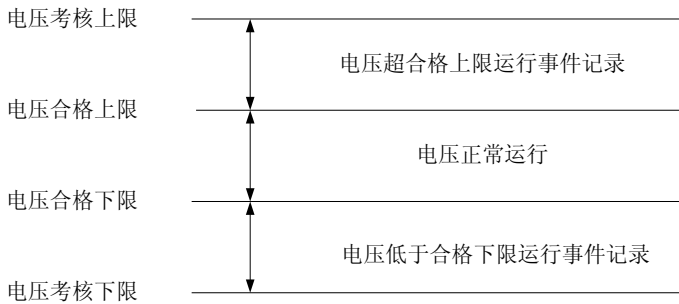 电压考核上限
电压超合格上限运行事件记录
电压合格上限
电压正常运行
电压合格下限
电压低于合格下限运行事件记录
电压考核下限